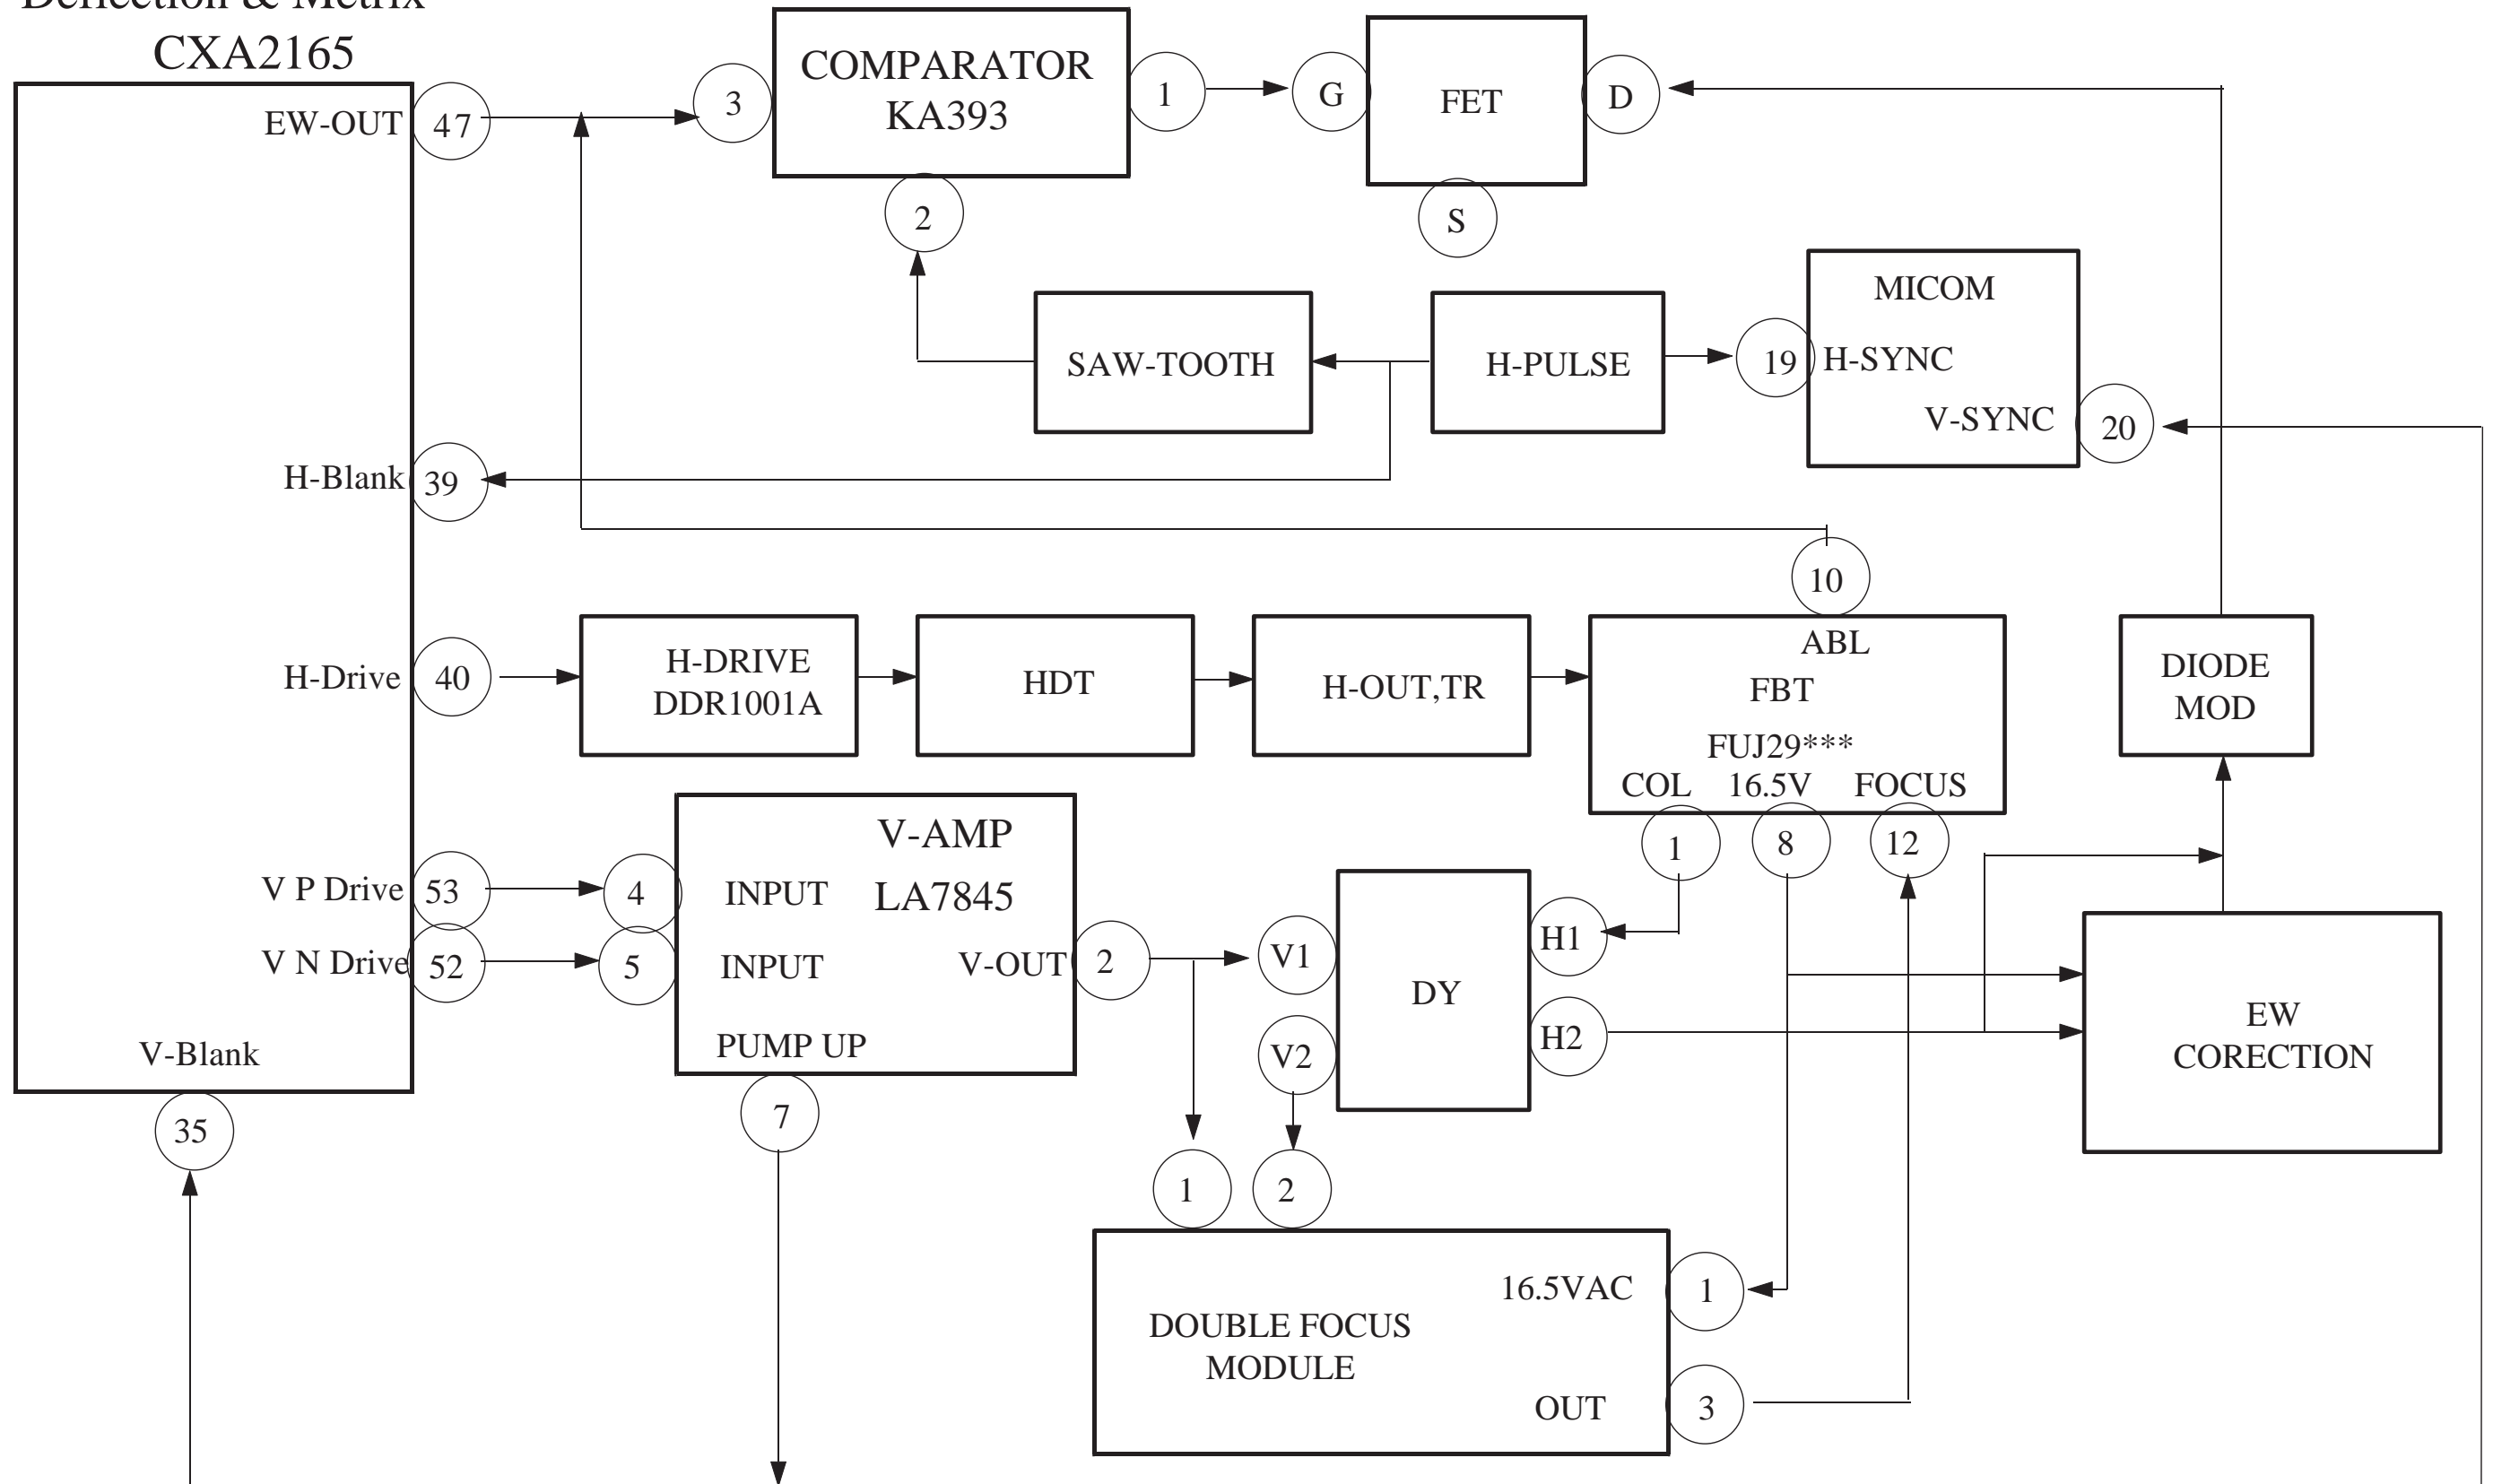 Deflection & Metrix
CXA2165
EW-OUT
47
3
COMPARATOR
KA393
1
2
G
FET
D
S
SAW-TOOTH
H-PULSE
MICOM
19
H-SYNC
V-SYNC
20
H-Blank
39
10
H-Drive
40
H-DRIVE
DDR1001A
HDT
H-OUT,TR
ABL
FBT
FUJ29***
COL 16.5V FOCUS
1
8
12
DIODE
MOD
V P Drive
53
4
INPUT
V-AMP
LA7845
V N Drive
52
5
INPUT
V-OUT
2
PUMP UP
7
V-Blank
35
V1
V2
DY
H1
H2
EW
CORECTION
1
2
16.5VAC
1
DOUBLE FOCUS
MODULE
OUT
3